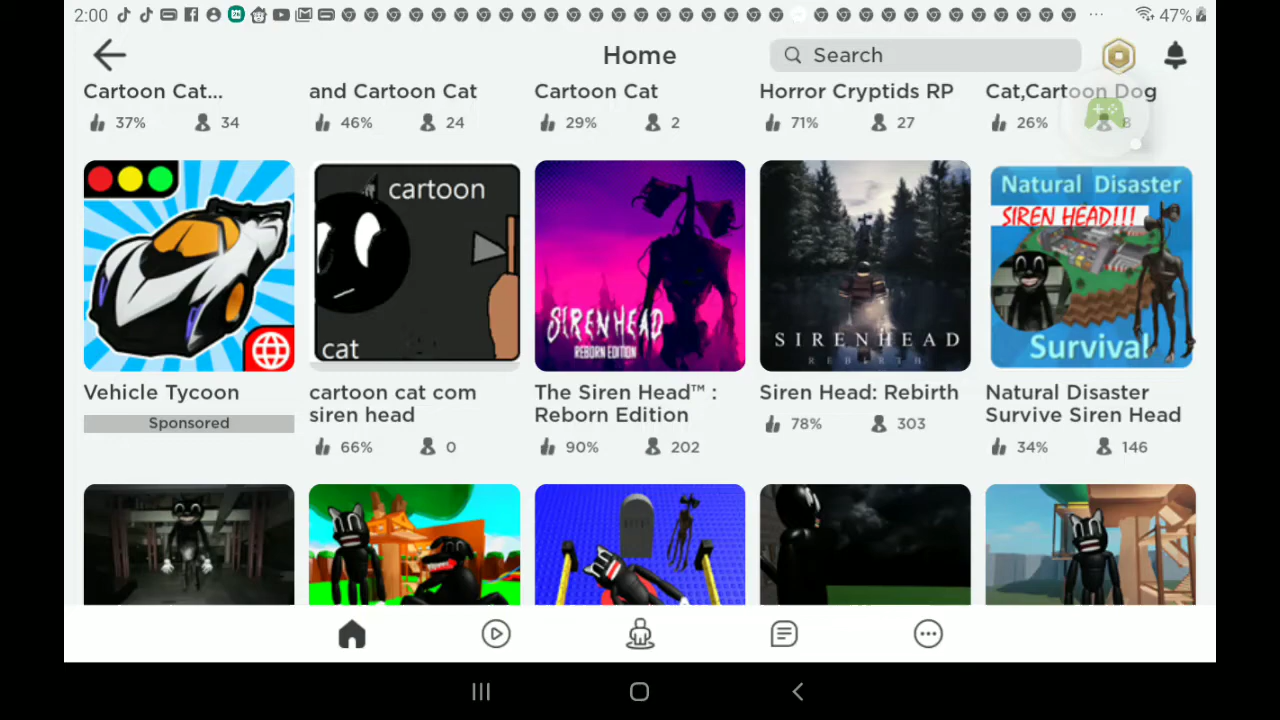 2:00
47%
Home
Search
Cartoon Cat...
and Cartoon Cat
Cartoon Cat
Horror Cryptids RP
Cat,Cartoon Dog
37% 34
46% 24
29% 2
71% 27
26% 8
cartoon
cat
SIRENHEAD
REBORN EDITION
SIRENHEAD
REBIRTH
Natural Disaster
SIREN HEAD!!!
Survival
Vehicle Tycoon
Sponsored
cartoon cat com
siren head
66% 0
The Siren Head™ :
Reborn Edition
90% 202
Siren Head: Rebirth
78% 303
Natural Disaster
Survive Siren Head
34% 146